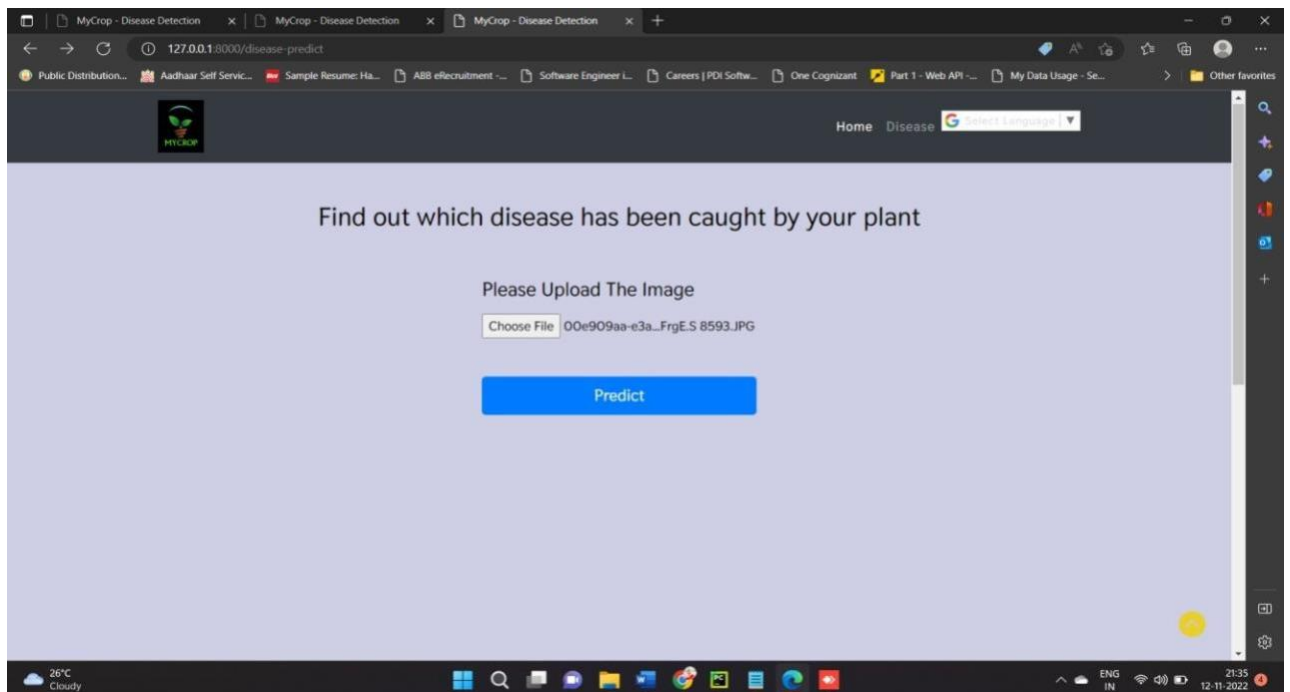 MyCrop - Disease Detection
MyCrop - Disease Detection
MyCrop - Disease Detection
127.0.0.1:8000/disease-predict
Public Distribution...
Aadhaar Self Servic...
Sample Resume: Ha...
ABB eRecruitment -...
Software Engineer i...
Careers | PDI Softw...
One Cognizant
Part 1 - Web API -...
My Data Usage - Se...
Other favorites
MYCROP
Home
Disease
Select Language
Find out which disease has been caught by your plant
Please Upload The Image
Choose File 00e909aa-e3a...FrgE.S 8593.JPG
Predict
26°C
Cloudy
ENG
IN
21:35
12-11-2022
4